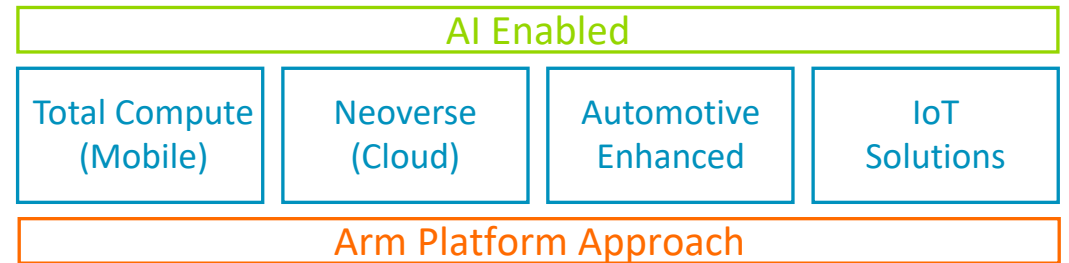 AI Enabled
Total Compute
(Mobile)
Neoverse
(Cloud)
Automotive
Enhanced
IoT
Solutions
Arm Platform Approach